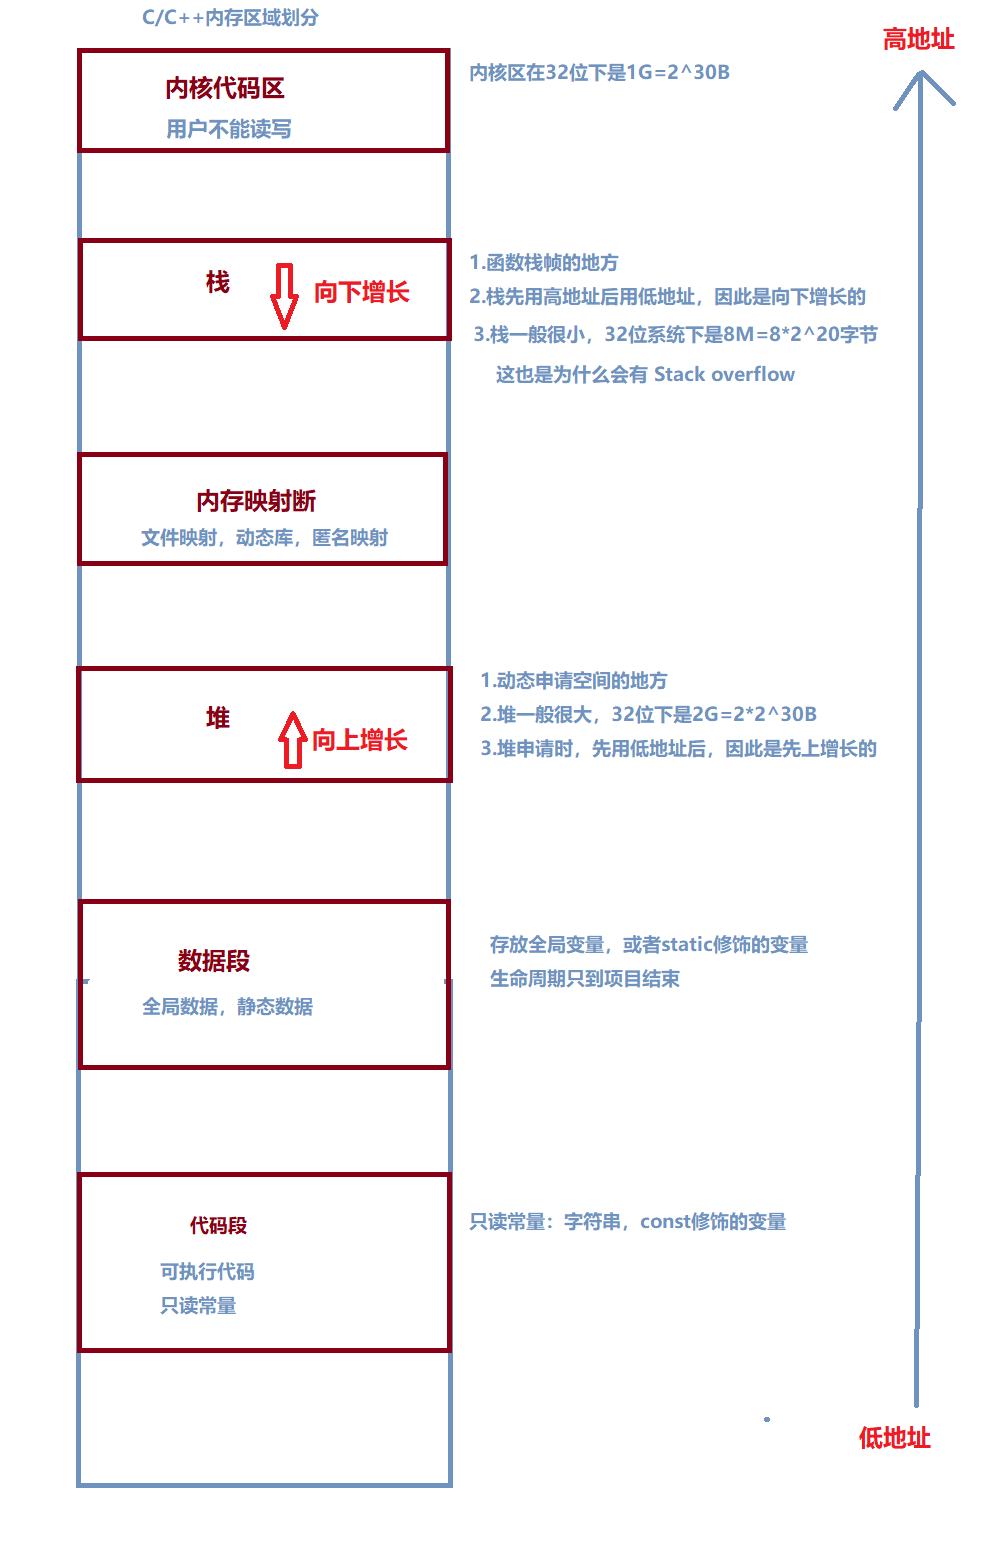 C/C++内存区域划分
高地址
内核代码区
用户不能读写
内核区在32位下是1G=2^30B
栈
向下增长
1.函数栈帧的地方
2.栈先用高地址后用低地址，因此是向下增长的
3.栈一般很小，32位系统下是8M=8*2^20字节
这也是为什么会有 Stack overflow
内存映射断
文件映射，动态库，匿名映射
堆
向上增长
1.动态申请空间的地方
2.堆一般很大，32位下是2G=2*2^30B
3.堆申请时，先用低地址后，因此是先上增长的
数据段
全局数据，静态数据
存放全局变量，或者static修饰的变量
生命周期只到项目结束
代码段
可执行代码
只读常量
只读常量：字符串，const修饰的变量
低地址